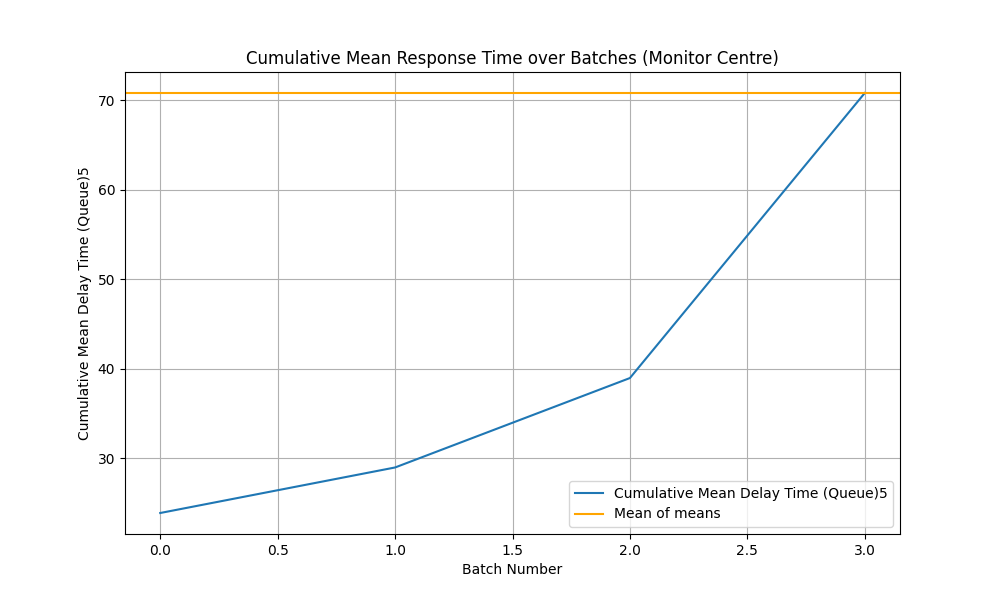 Cumulative Mean Response Time over Batches (Monitor Centre)
Cumulative Mean Delay Time (Queue)5
70
60
50
40
30
Cumulative Mean Delay Time (Queue)5
Mean of means
0.0 0.5 1.0 1.5 2.0 2.5 3.0
Batch Number